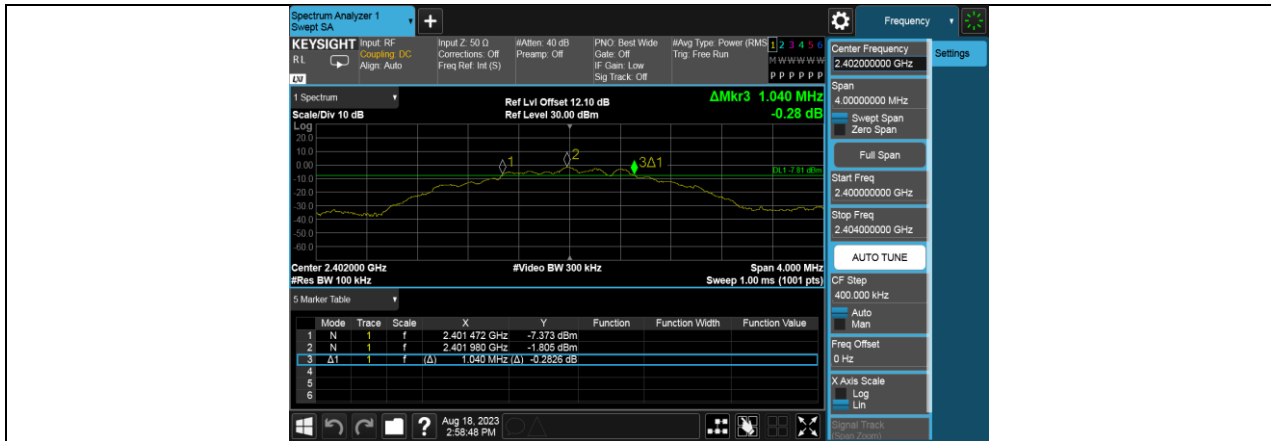 Spectrum Analyzer 1
Swept SA
Frequency
KEYSIGHT
RL
LXI
Input: RF
Coupling: DC
Align: Auto
Input Z: 50 Ω
Corrections: Off
Freq Ref: Int (S)
#Atten: 40 dB
Preamp: Off
PNO: Best Wide
Gate: Off
IF Gain: Low
Sig Track: Off
#Avg Type: Power (RMS
Trig: Free Run
1 2 3 4 5 6
M W W W W W
P P P P P P
1 Spectrum
Scale/Div 10 dB
Ref Lvl Offset 12.10 dB
Ref Level 30.00 dBm
ΔMkr3 1.040 MHz
-0.28 dB
Log
20.0
10.0
0.00
-10.0
-20.0
-30.0
-40.0
-50.0
-60.0
1
2
3Δ1
DL1 -7.81 dBm
Center 2.402000 GHz
#Video BW 300 kHz
Span 4.000 MHz
#Res BW 100 kHz
Sweep 1.00 ms (1001 pts)
5 Marker Table
Mode Trace Scale X Y Function Function Width Function Value
1 N 1 f 2.401 472 GHz -7.373 dBm
2 N 1 f 2.401 980 GHz -1.805 dBm
3 Δ1 1 f (Δ) 1.040 MHz (Δ) -0.2826 dB
4
5
6
?
Aug 18, 2023
2:58:48 PM
Center Frequency
2.402000000 GHz
Settings
Span
4.00000000 MHz
Swept Span
Zero Span
Full Span
Start Freq
2.400000000 GHz
Stop Freq
2.404000000 GHz
AUTO TUNE
CF Step
400.000 kHz
Auto
Man
Freq Offset
0 Hz
X Axis Scale
Log
Lin
Signal Track
(Span Zoom)